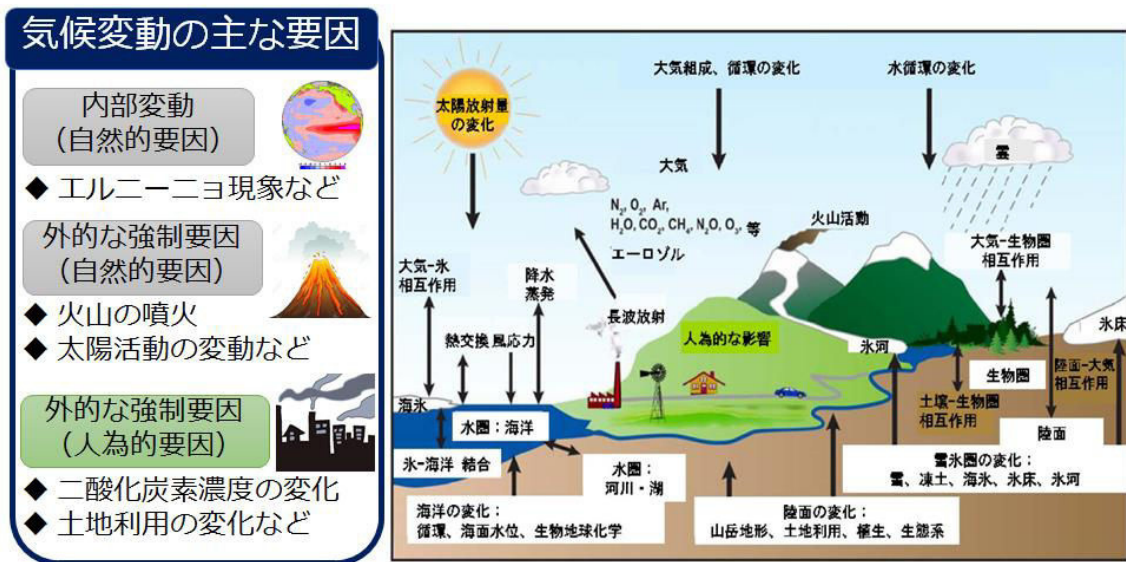 気候変動の主な要因
内部変動
（自然的要因）
◆ エルニーニョ現象など
外的な強制要因
（自然的要因）
◆ 火山の噴火
◆ 太陽活動の変動など
外的な強制要因
（人為的要因）
◆ 二酸化炭素濃度の変化
◆ 土地利用の変化など
太陽放射量
の変化
大気組成、循環の変化
水循環の変化
大気
雲
N₂, O₂, Ar,
H₂O, CO₂, CH₄, N₂O, O₃, 等
エーロゾル
火山活動
大気-生物圏
相互作用
大気-氷
相互作用
降水
蒸発
熱交換
風応力
長波放射
人為的な影響
氷河
氷床
生物圏
陸面-大気
相互作用
土壌-生物圏
相互作用
陸面
海氷
水圏：海洋
氷-海洋 結合
水圏：
河川・湖
海洋の変化：
循環、海面水位、生物地球化学
陸面の変化：
山岳地形、土地利用、植生、生態系
雪氷圏の変化：
雪、凍土、海氷、氷床、氷河